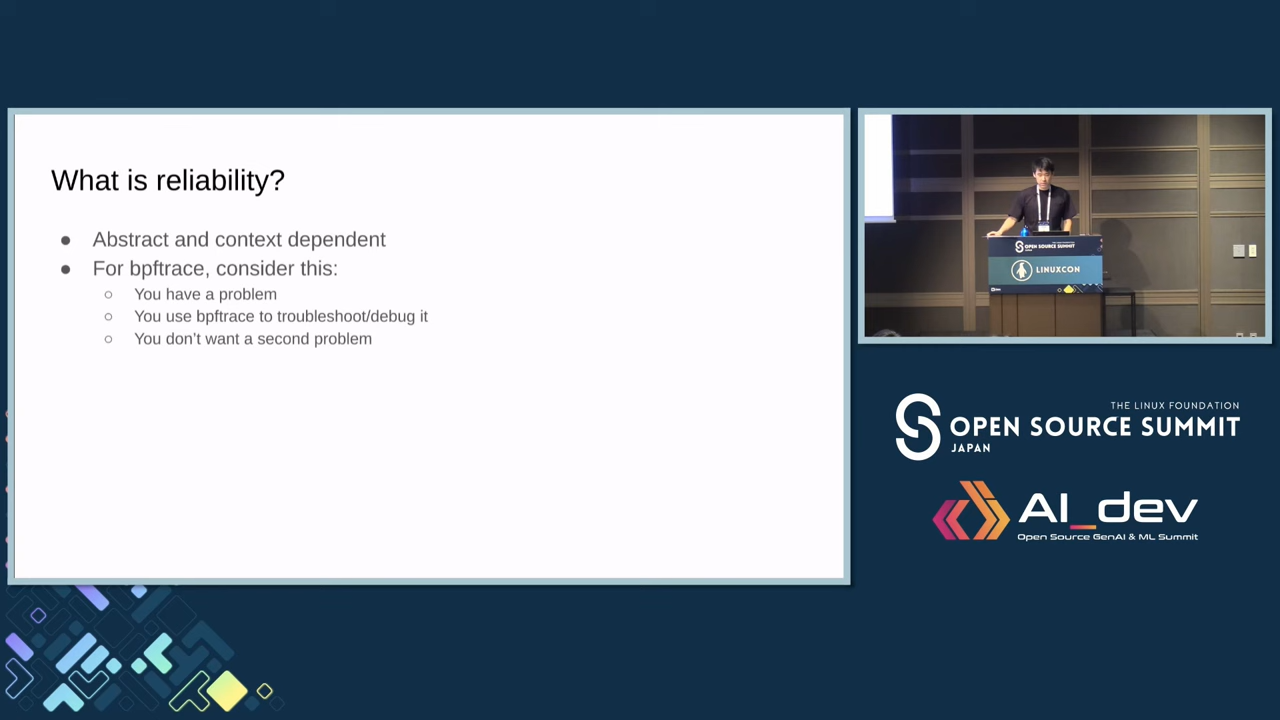 What is reliability?
● Abstract and context dependent
● For bpftrace, consider this:
○ You have a problem
○ You use bpftrace to troubleshoot/debug it
○ You don't want a second problem
OPEN SOURCE SUMMIT
LINUXCON
THE LINUX FOUNDATION
OPEN SOURCE SUMMIT
JAPAN
AI_dev
Open Source GenAI & ML Summit